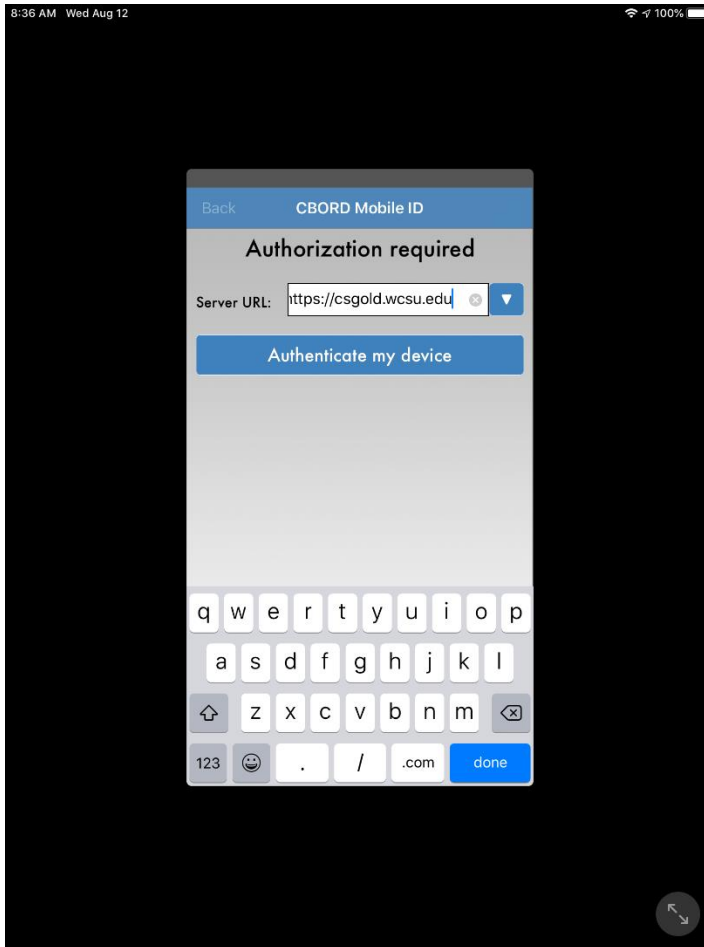 8:36 AM Wed Aug 12 100%
Back CBORD Mobile ID
Authorization required
Server URL: https://csgold.wcsu.edu
Authenticate my device
q w e r t y u i o p
a s d f g h j k l
z x c v b n m
123 . / .com done